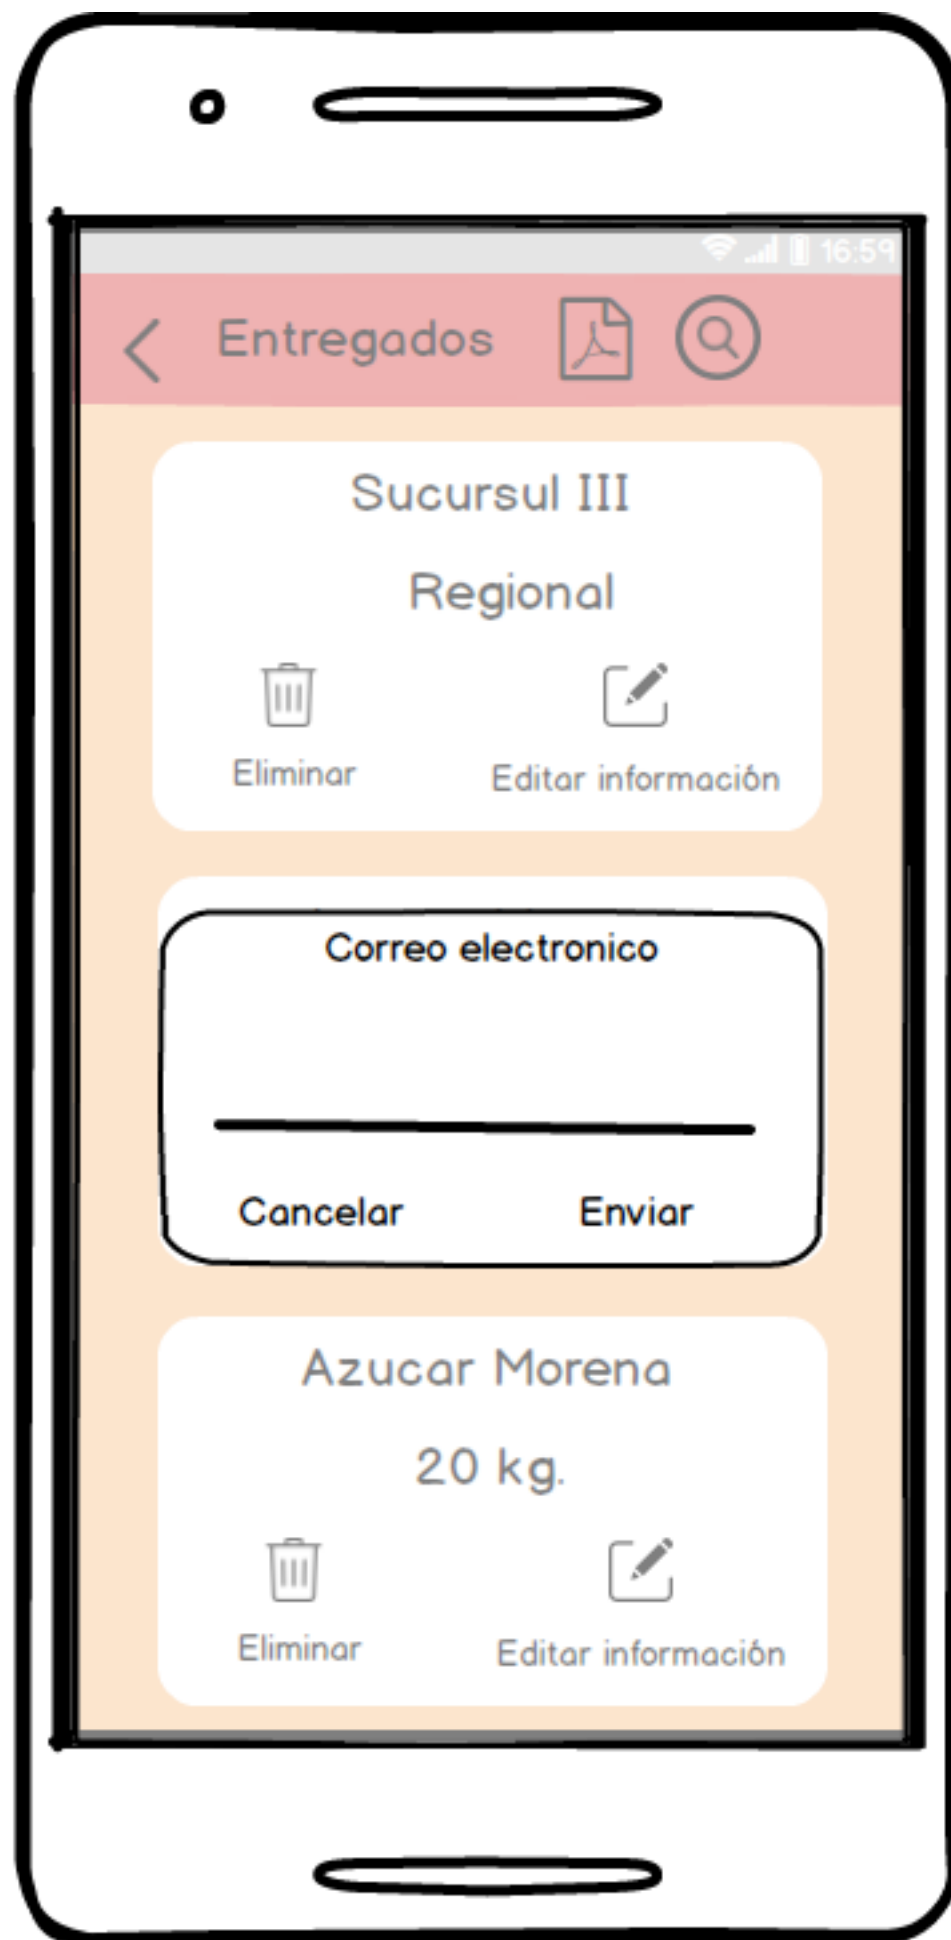 16:59
Entregados
Sucursul III
Regional
Eliminar Editar información
Correo electronico
Cancelar Enviar
Azucar Morena
20 kg.
Eliminar Editar información